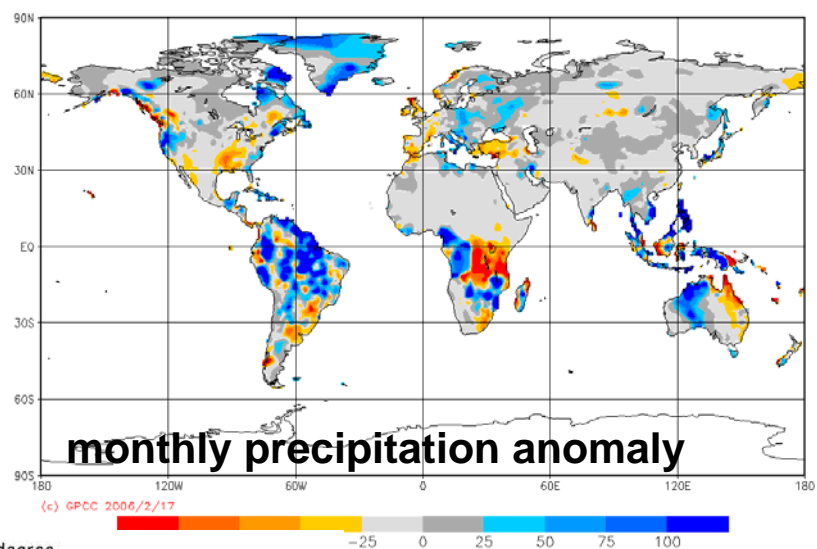 90N
60N
30N
EQ
30S
60S
90S
monthly precipitation anomaly
180 120W 60W 0 60E 120E 180
(c) GPCC 2006/2/17
-25 0 25 50 75 100